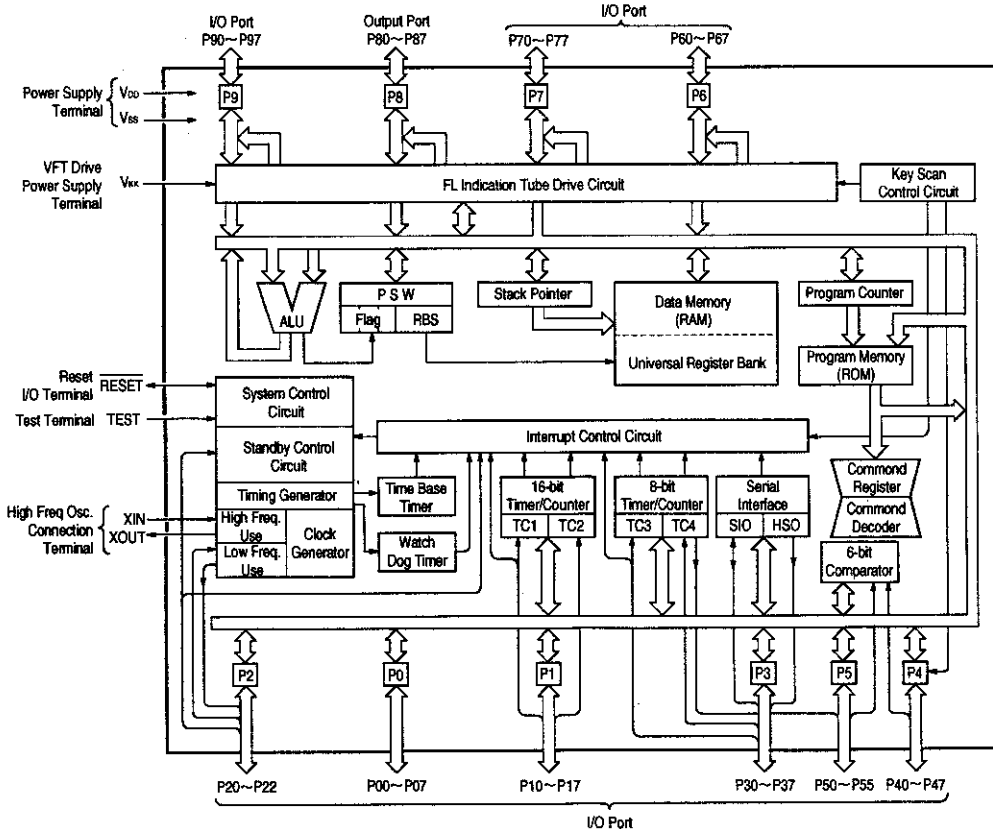 I/O Port
P90~P97
Output Port
P80~P87
I/O Port
P70~P77
P60~P67
Power Supply
Terminal
VDD
VSS
P9
P8
P7
P6
VFT Drive
Power Supply
Terminal
VKK
FL Indication Tube Drive Circuit
Key Scan
Control Circuit
ALU
P S W
Flag
RBS
Stack Pointer
Data Memory
(RAM)
Universal Register Bank
Program Counter
Program Memory
(ROM)
Reset
I/O Terminal
RESET
Test Terminal
TEST
System Control
Circuit
Standby Control
Circuit
Timing Generator
High Freq.
Use
Low Freq.
Use
Clock
Generator
High Freq Osc.
Connection
Terminal
XIN
XOUT
Interrupt Control Circuit
Time Base
Timer
Watch
Dog Timer
16-bit
Timer/Counter
TC1
TC2
8-bit
Timer/Counter
TC3
TC4
Serial
Interface
SIO
HSO
Commond
Register
Commond
Decoder
6-bit
Comparator
P2
P0
P1
P3
P5
P4
P20~P22
P00~P07
P10~P17
P30~P37
P50~P55
P40~P47
I/O Port